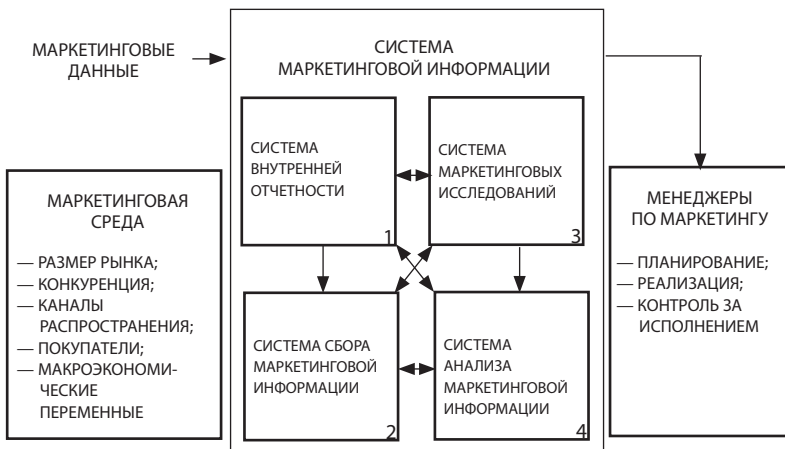 МАРКЕТИНГОВЫЕ
ДАННЫЕ
СИСТЕМА
МАРКЕТИНГОВОЙ ИНФОРМАЦИИ
МАРКЕТИНГОВАЯ
СРЕДА
— РАЗМЕР РЫНКА;
— КОНКУРЕНЦИЯ;
— КАНАЛЫ
РАСПРОСТРАНЕНИЯ;
— ПОКУПАТЕЛИ;
— МАКРОЭКОНОМИ-
ЧЕСКИЕ
ПЕРЕМЕННЫЕ
СИСТЕМА
ВНУТРЕННЕЙ
ОТЧЕТНОСТИ
1
СИСТЕМА
МАРКЕТИНГОВЫХ
ИССЛЕДОВАНИЙ
3
СИСТЕМА СБОРА
МАРКЕТИНГОВОЙ
ИНФОРМАЦИИ
2
СИСТЕМА
АНАЛИЗА
МАРКЕТИНГОВОЙ
ИНФОРМАЦИИ
4
МЕНЕДЖЕРЫ
ПО МАРКЕТИНГУ
— ПЛАНИРОВАНИЕ;
— РЕАЛИЗАЦИЯ;
— КОНТРОЛЬ ЗА
ИСПОЛНЕНИЕМ